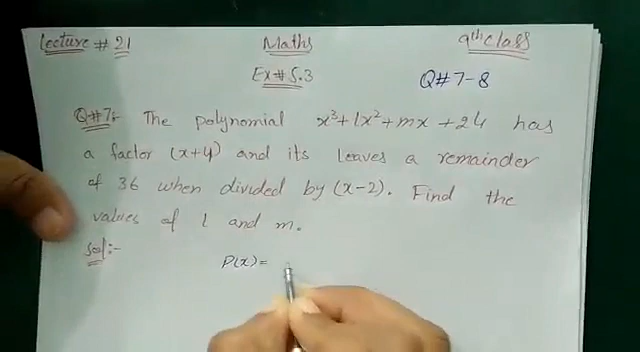 Lecture # 21 Maths 9th class
Ex # 5.3 Q#7-8
Q#7:- The polynomial x³+lx²+mx+24 has
a factor (x+4) and its leaves a remainder
of 36 when divided by (x-2). Find the
values of l and m.
Sol:-
P(x)=